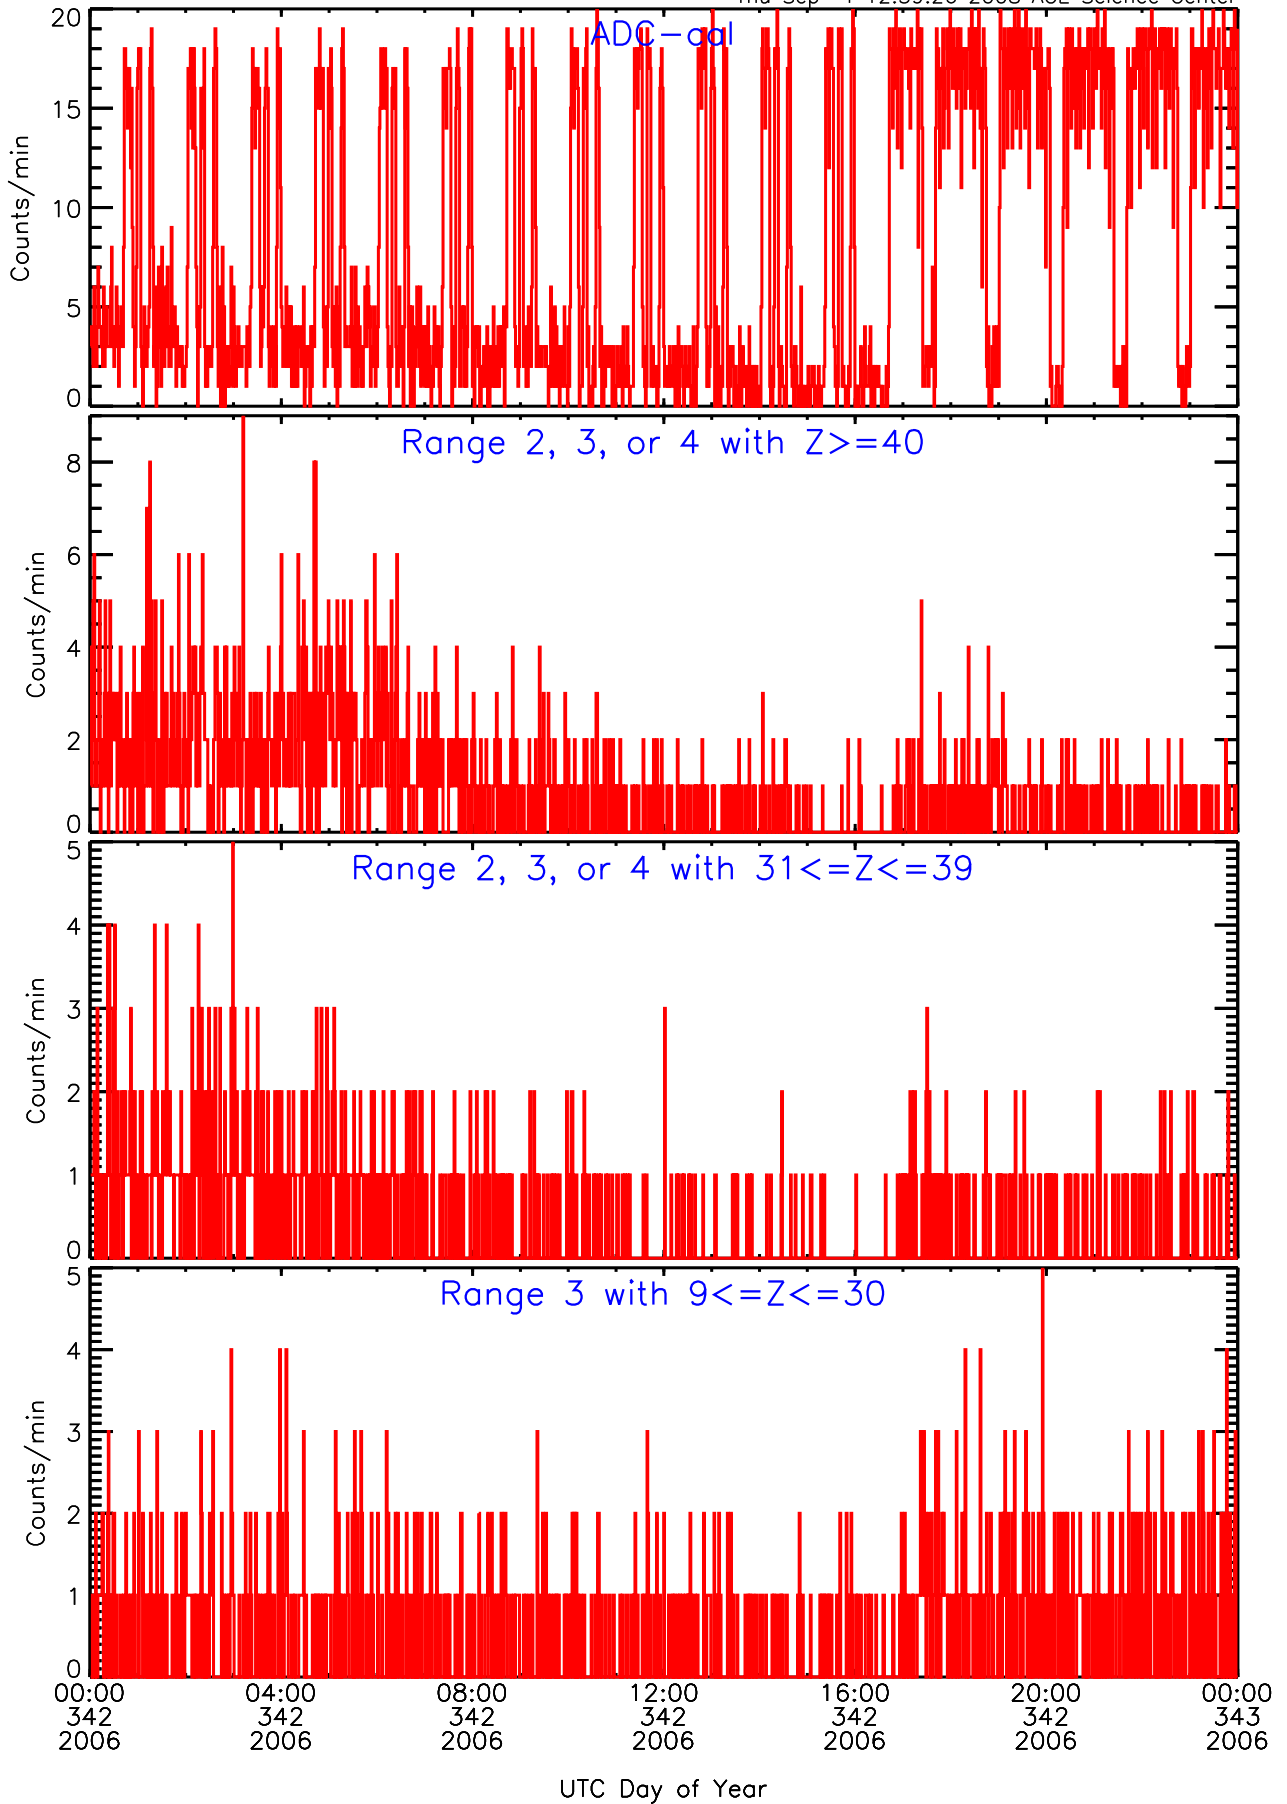 ADC-cal
20
15
10
5
0
Counts/min
Range 2, 3, or 4 with Z>=40
8
6
4
2
0
Counts/min
Range 2, 3, or 4 with 31<=Z<=39
5
4
3
2
1
0
Counts/min
Range 3 with 9<=Z<=30
5
4
3
2
1
0
Counts/min
00:00 04:00 08:00 12:00 16:00 20:00 00:00
342 342 342 342 342 342 343
2006 2006 2006 2006 2006 2006 2006
UTC Day of Year